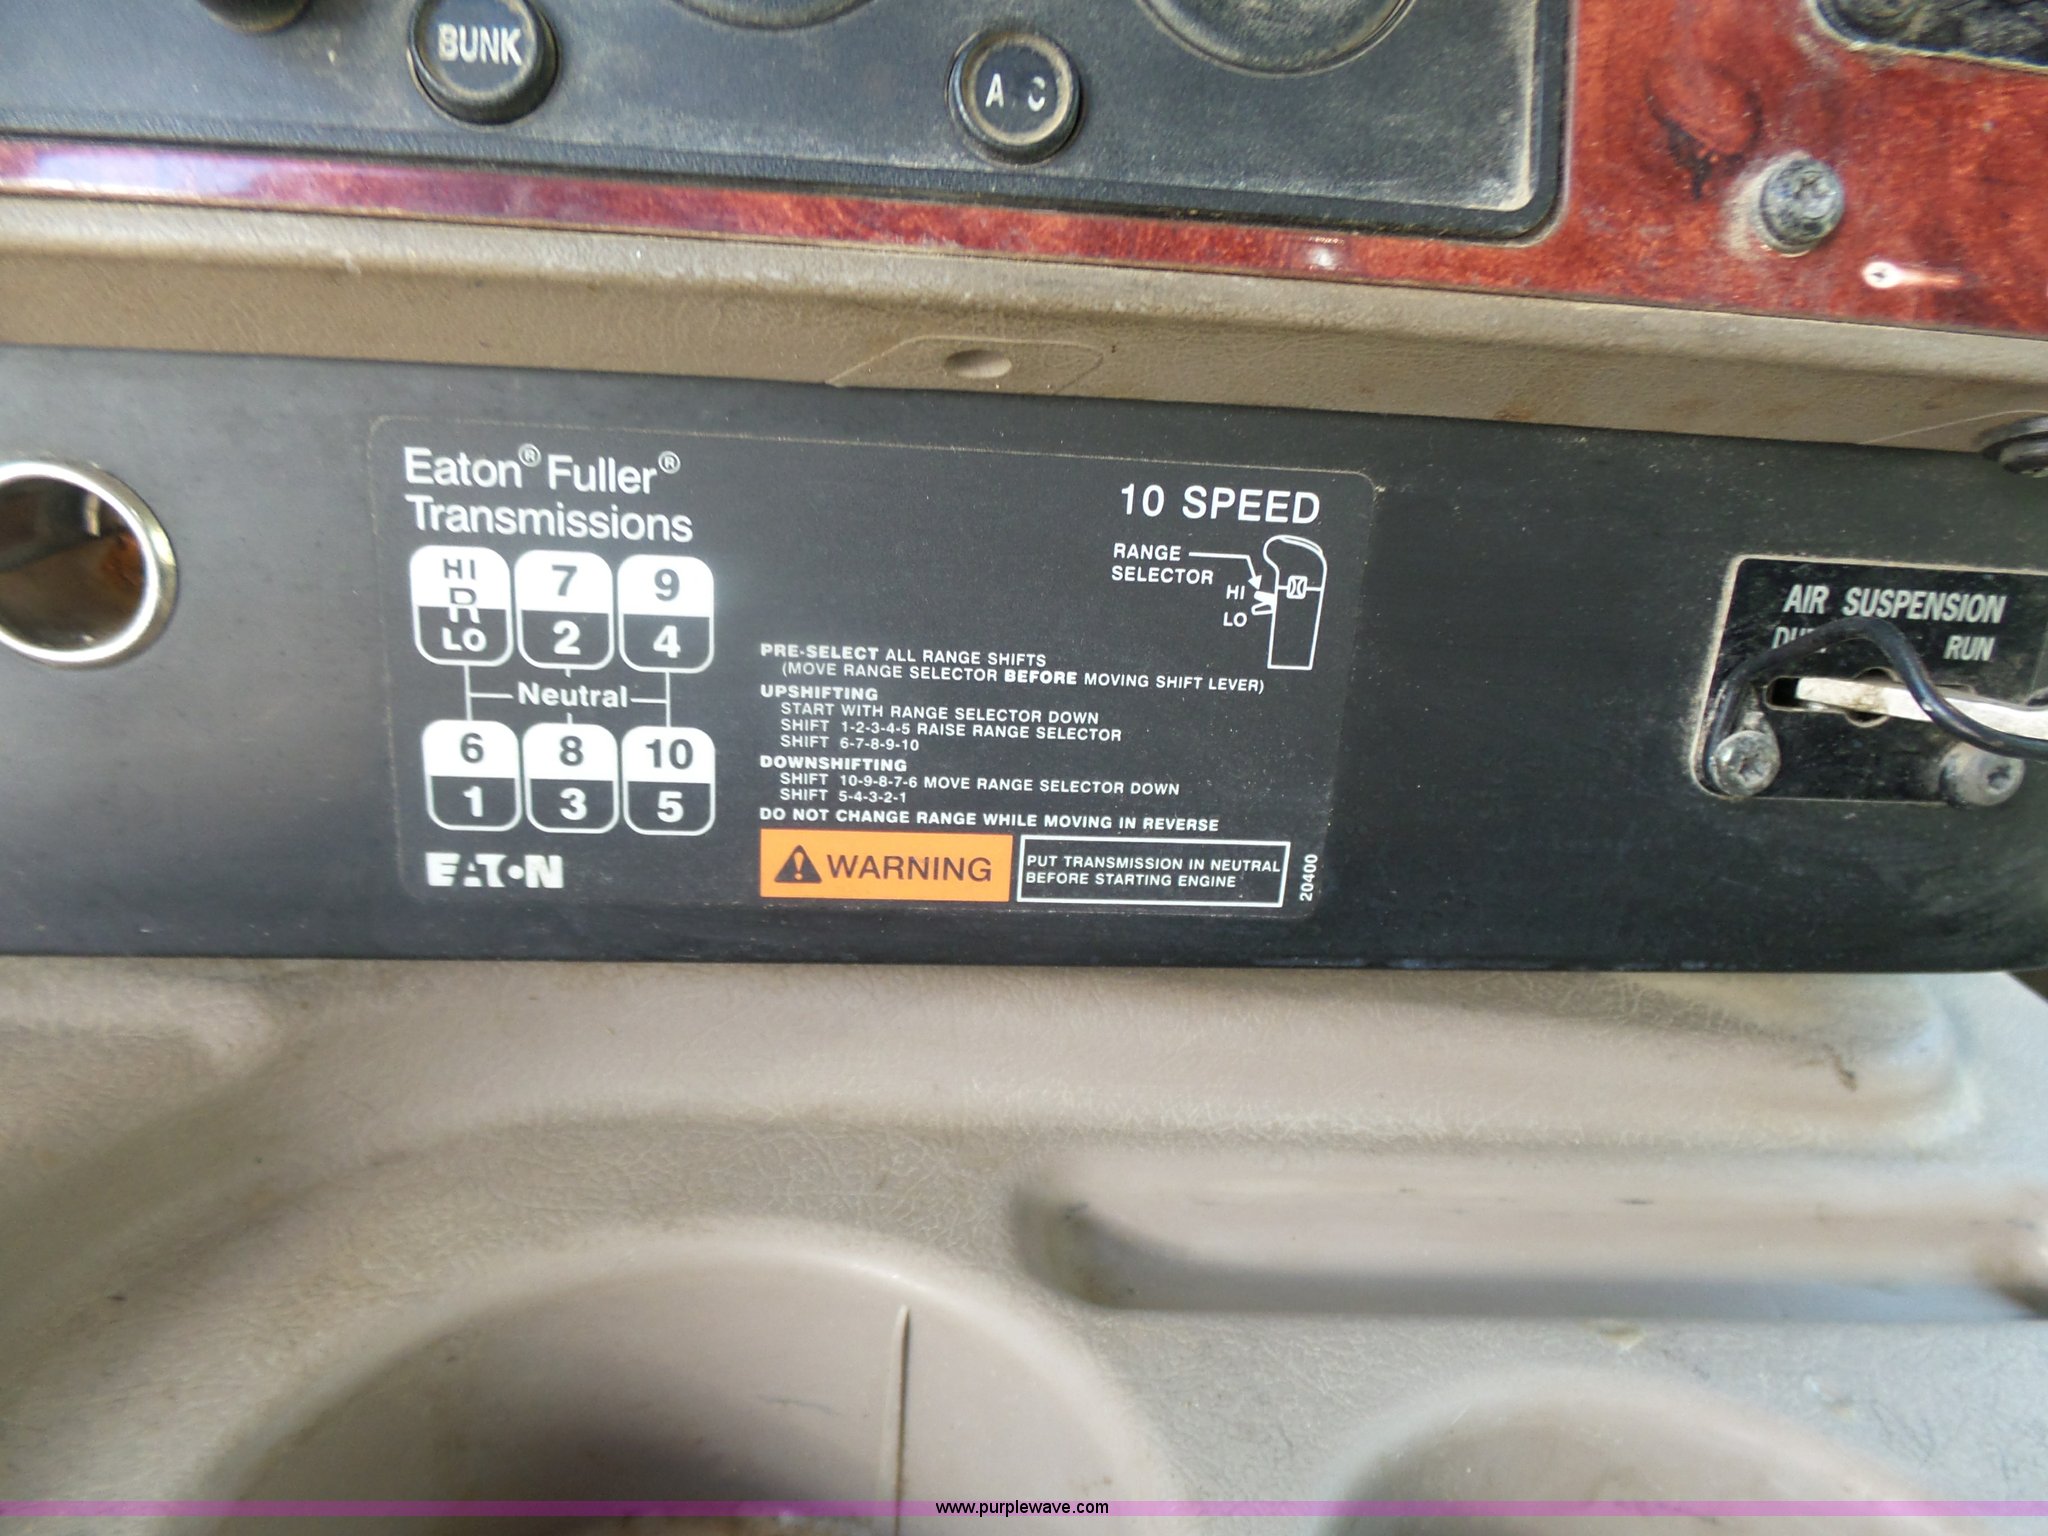 BUNK
A/C
Eaton® Fuller®
Transmissions
HI
R
LO
7
2
9
4
Neutral
6
1
8
3
10
5
EATON
10 SPEED
RANGE
SELECTOR
HI
LO
PRE-SELECT ALL RANGE SHIFTS
(MOVE RANGE SELECTOR BEFORE MOVING SHIFT LEVER)
UPSHIFTING
START WITH RANGE SELECTOR DOWN
SHIFT 1-2-3-4-5 RAISE RANGE SELECTOR
SHIFT 6-7-8-9-10
DOWNSHIFTING
SHIFT 10-9-8-7-6 MOVE RANGE SELECTOR DOWN
SHIFT 5-4-3-2-1
DO NOT CHANGE RANGE WHILE MOVING IN REVERSE
WARNING
PUT TRANSMISSION IN NEUTRAL
BEFORE STARTING ENGINE
20400
AIR SUSPENSION
RUN
www.purplewave.com